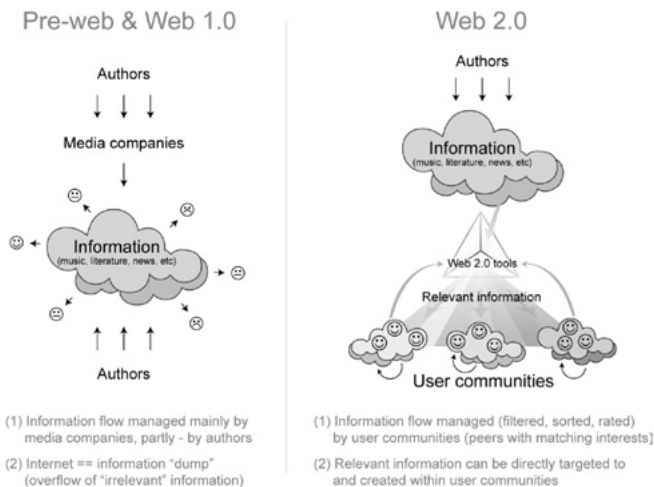 Pre-web & Web 1.0
Authors
Media companies
Information
(music, literature, news, etc)
Authors
(1) Information flow managed mainly by
media companies, partly - by authors
(2) Internet == information “dump”
(overflow of “irrelevant” information)
Web 2.0
Authors
Information
(music, literature, news, etc)
Web 2.0 tools
Relevant information
User communities
(1) Information flow managed (filtered, sorted, rated)
by user communities (peers with matching interests)
(2) Relevant information can be directly targeted to
and created within user communities